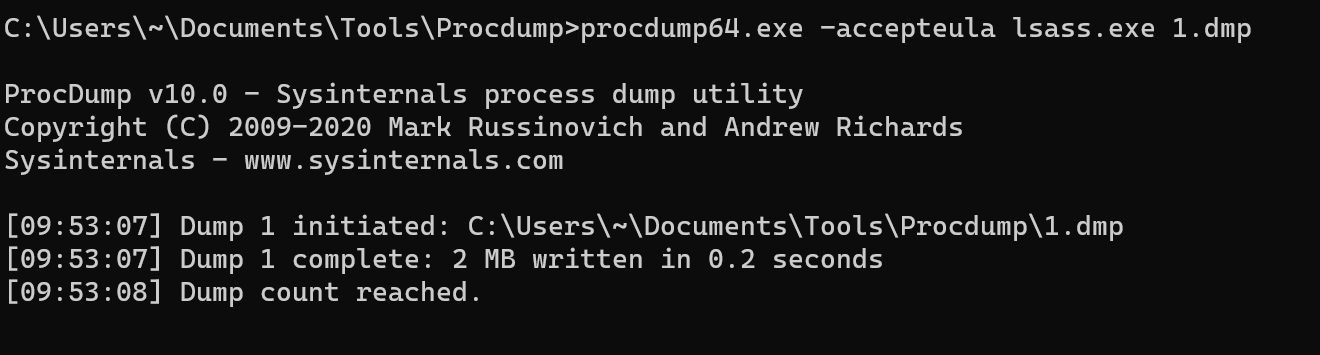 C:\Users\~\Documents\Tools\Procdump>procdump64.exe -accepteula lsass.exe 1.dmp
ProcDump v10.0 - Sysinternals process dump utility
Copyright (C) 2009-2020 Mark Russinovich and Andrew Richards
Sysinternals - www.sysinternals.com
[09:53:07] Dump 1 initiated: C:\Users\~\Documents\Tools\Procdump\1.dmp
[09:53:07] Dump 1 complete: 2 MB written in 0.2 seconds
[09:53:08] Dump count reached.